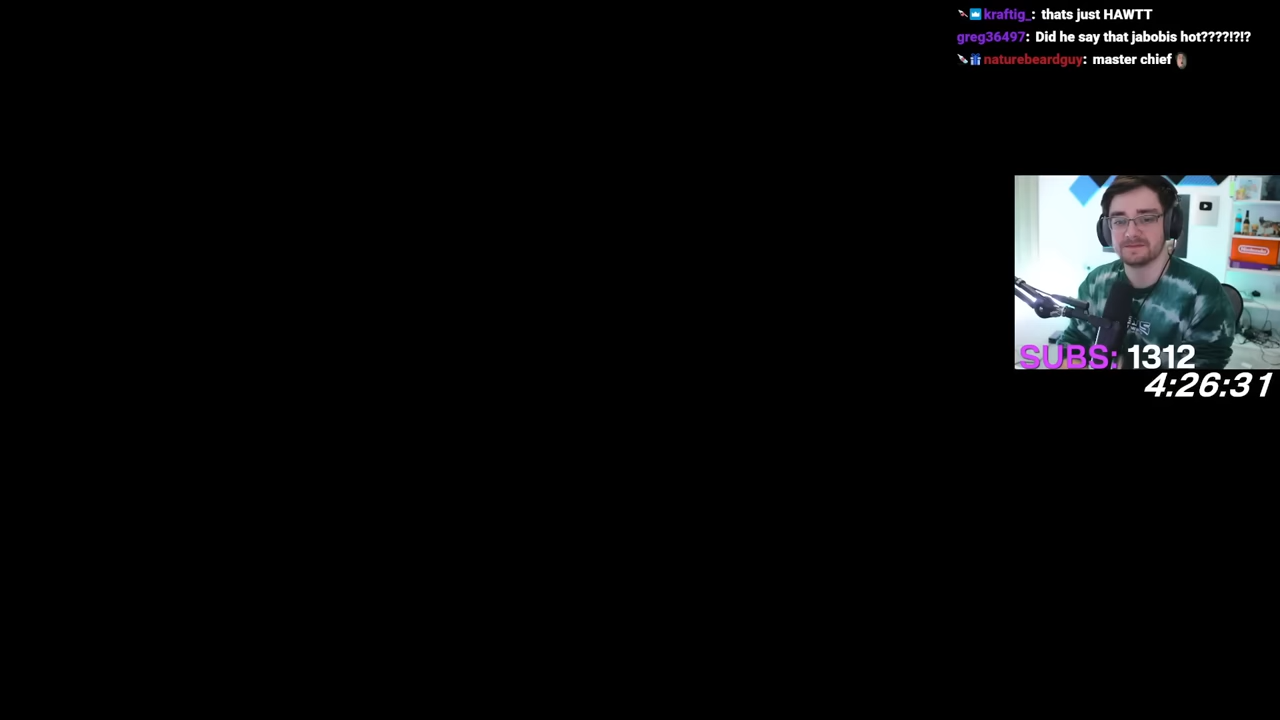 kraftig_: thats just HAWTT
greg36497: Did he say that jabobis hot????!?!?
naturebeardguy: master chief
Nintendo
SUBS: 1312
4:26:31